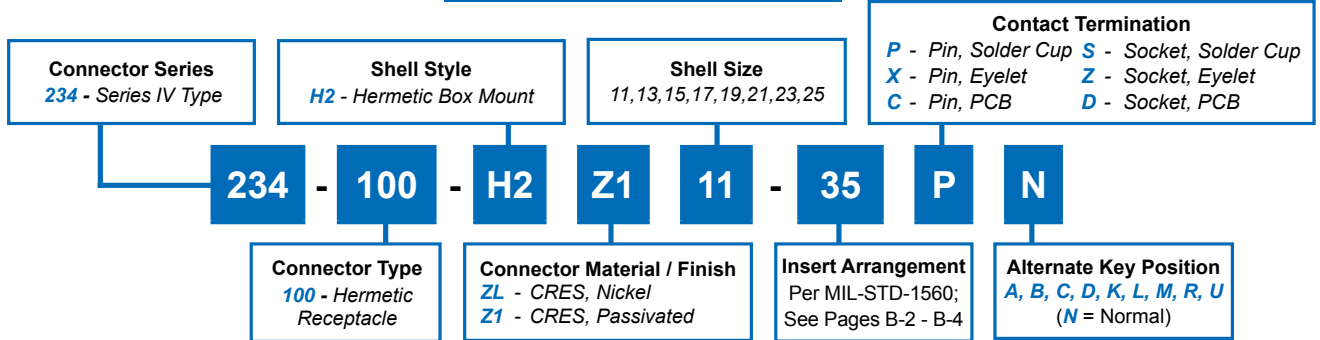 Connector Series
234 - Series IV Type
Shell Style
H2 - Hermetic Box Mount
Shell Size
11,13,15,17,19,21,23,25
Contact Termination
P - Pin, Solder Cup S - Socket, Solder Cup
X - Pin, Eyelet Z - Socket, Eyelet
C - Pin, PCB D - Socket, PCB
234 - 100 - H2 Z1 11 - 35 P N
Connector Type
100 - Hermetic
Receptacle
Connector Material / Finish
ZL - CRES, Nickel
Z1 - CRES, Passivated
Insert Arrangement
Per MIL-STD-1560;
See Pages B-2 - B-4
Alternate Key Position
A, B, C, D, K, L, M, R, U
(N = Normal)